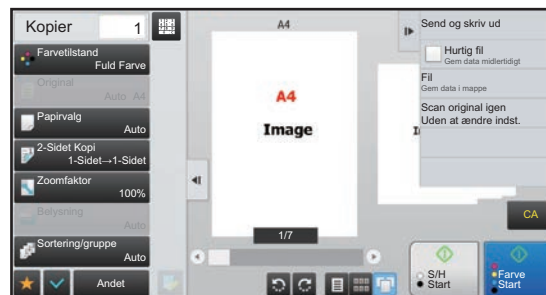 Kopier 1
Farvetilstand
Fuld Farve
Original
Auto A4
Papirvalg
Auto
2-Sidet Kopi
1-Sidet→1-Sidet
Zoomfaktor
100%
Belysning
Auto
Sortering/gruppe
Auto
Andet
A4
A4
Image
1/7
Send og skriv ud
Hurtig fil
Gem data midlertidigt
Fil
Gem data i mappe
Scan original igen
Uden at ændre indst.
CA
S/H
Start
Farve
Start